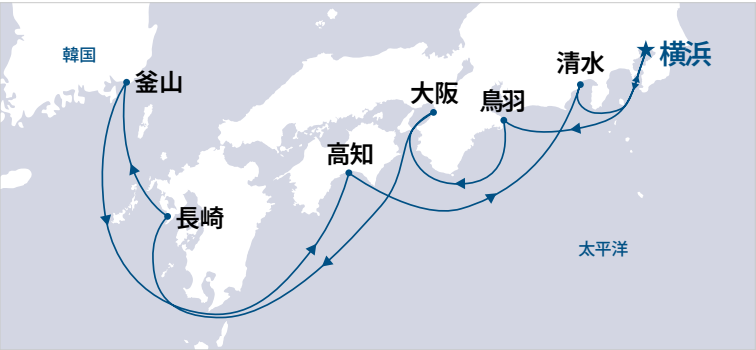 韓国
釜山
大阪
鳥羽
清水
横浜
高知
長崎
太平洋